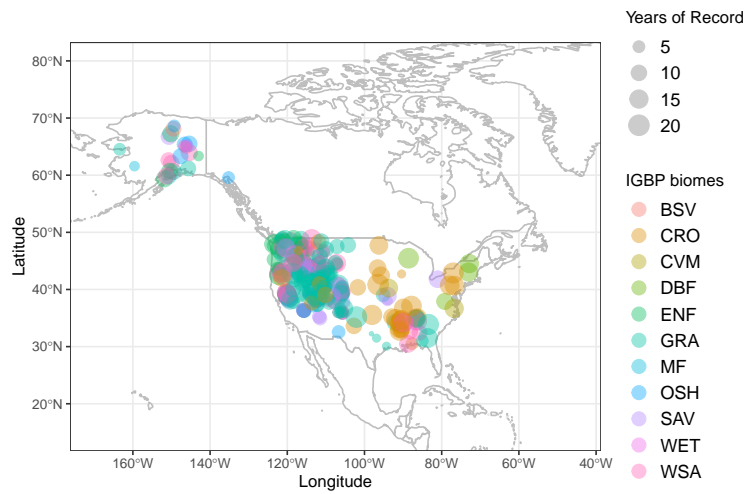 Years of Record
5
10
15
20
IGBP biomes
BSV
CRO
CVM
DBF
ENF
GRA
MF
OSH
SAV
WET
WSA
80°N
70°N
60°N
50°N
40°N
30°N
20°N
Latitude
160°W 140°W 120°W 100°W 80°W 60°W 40°W
Longitude